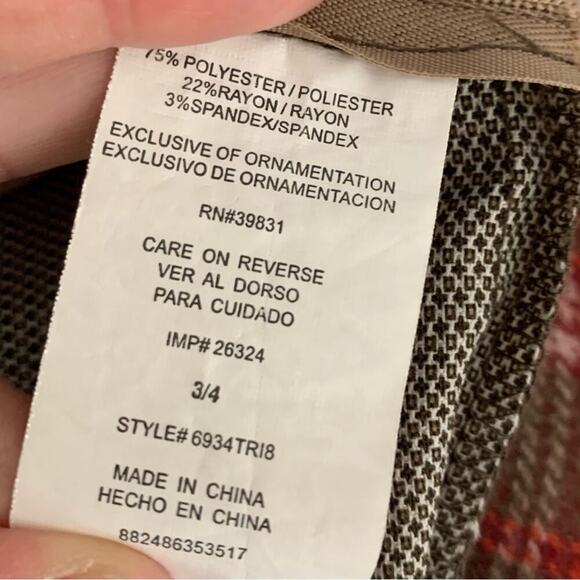 75% POLYESTER / POLIESTER
22%RAYON / RAYON
3%SPANDEX/SPANDEX
EXCLUSIVE OF ORNAMENTATION
EXCLUSIVO DE ORNAMENTACION
RN#39831
CARE ON REVERSE
VER AL DORSO
PARA CUIDADO
IMP# 26324
3/4
STYLE# 6934TRI8
MADE IN CHINA
HECHO EN CHINA
882486353517